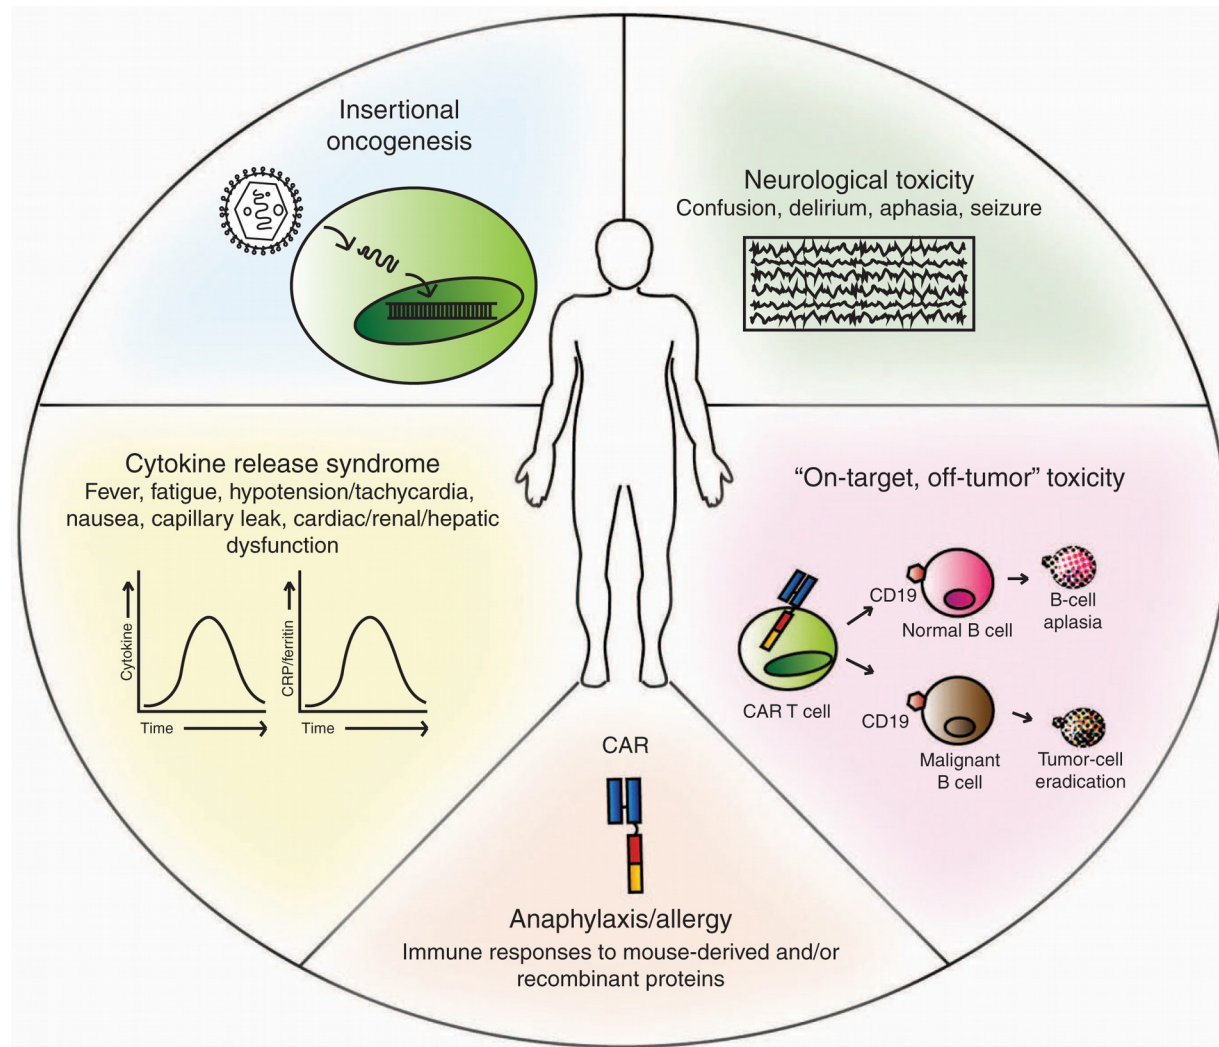 Insertional
oncogenesis
Neurological toxicity
Confusion, delirium, aphasia, seizure
Cytokine release syndrome
Fever, fatigue, hypotension/tachycardia,
nausea, capillary leak, cardiac/renal/hepatic
dysfunction
Cytokine
Time
CRP/ferritin
Time
“On-target, off-tumor” toxicity
CD19
Normal B cell
B-cell
aplasia
CAR T cell
CD19
Malignant
B cell
Tumor-cell
eradication
CAR
Anaphylaxis/allergy
Immune responses to mouse-derived and/or
recombinant proteins